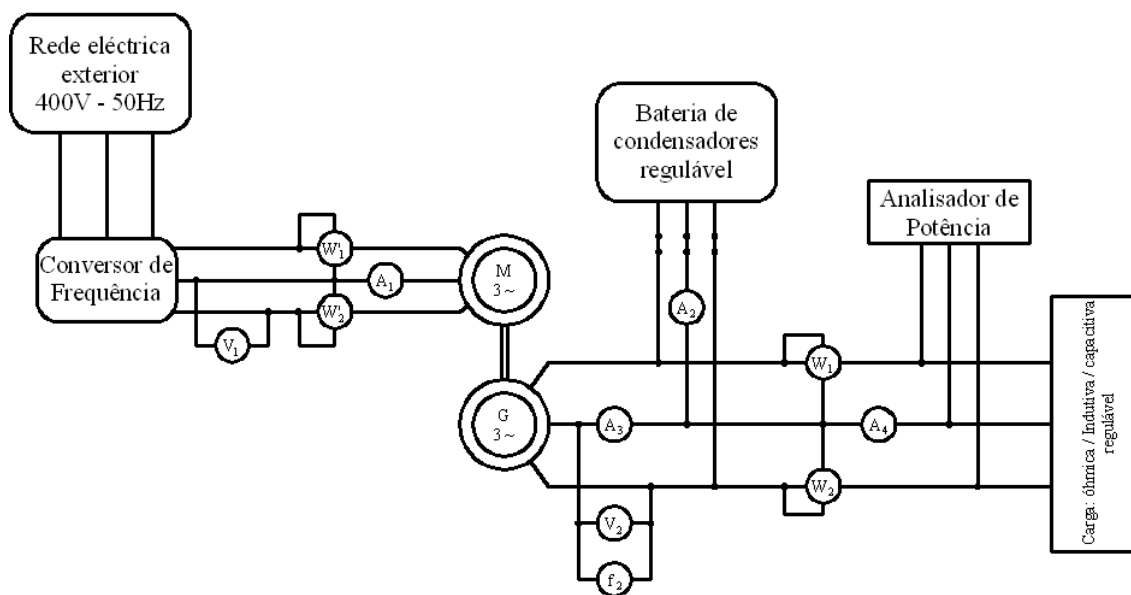 Rede eléctrica
exterior
400V - 50Hz
Bateria de
condensadores
regulável
Analisador de
Potência
Conversor de
Frequência
W'1
A1
W'2
V1
M
3~
A2
G
3~
A3
W1
A4
W2
V2
f2
Carga: óhmica / Indutiva / capacitiva
regulável